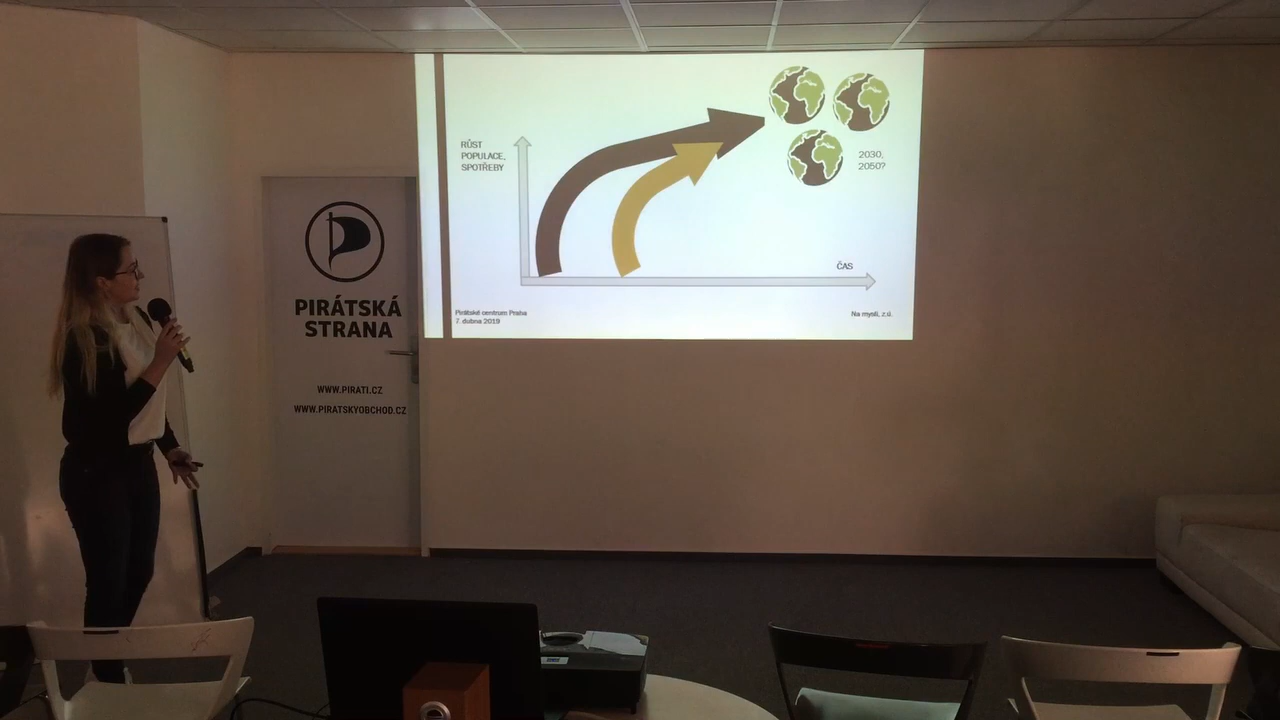 RŮST
POPULACE,
SPOTŘEBY
2030,
2050?
ČAS
Pirátské centrum Praha
7. dubna 2019
Na mysli, z.ú.
PIRÁTSKÁ
STRANA
WWW.PIRATI.CZ
WWW.PIRATSKYOBCHOD.CZ